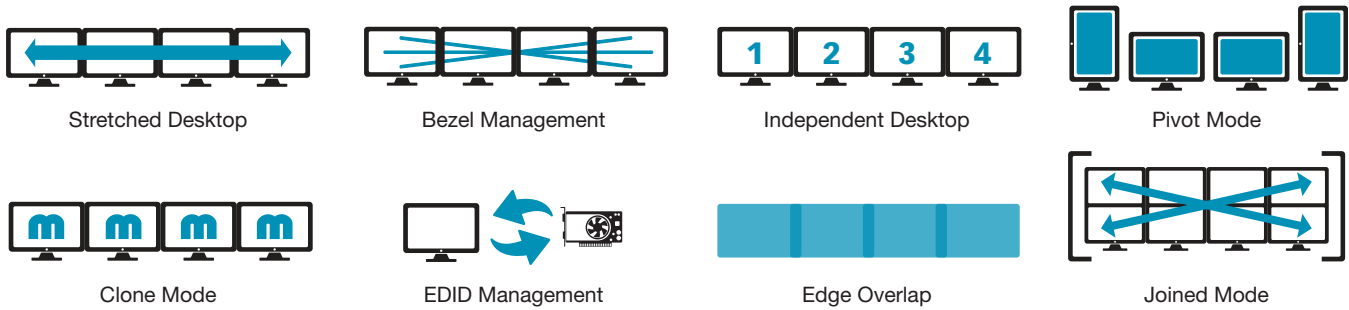 1 2 3 4
Stretched Desktop
Bezel Management
Independent Desktop
Pivot Mode
m m m m
Clone Mode
EDID Management
Edge Overlap
Joined Mode